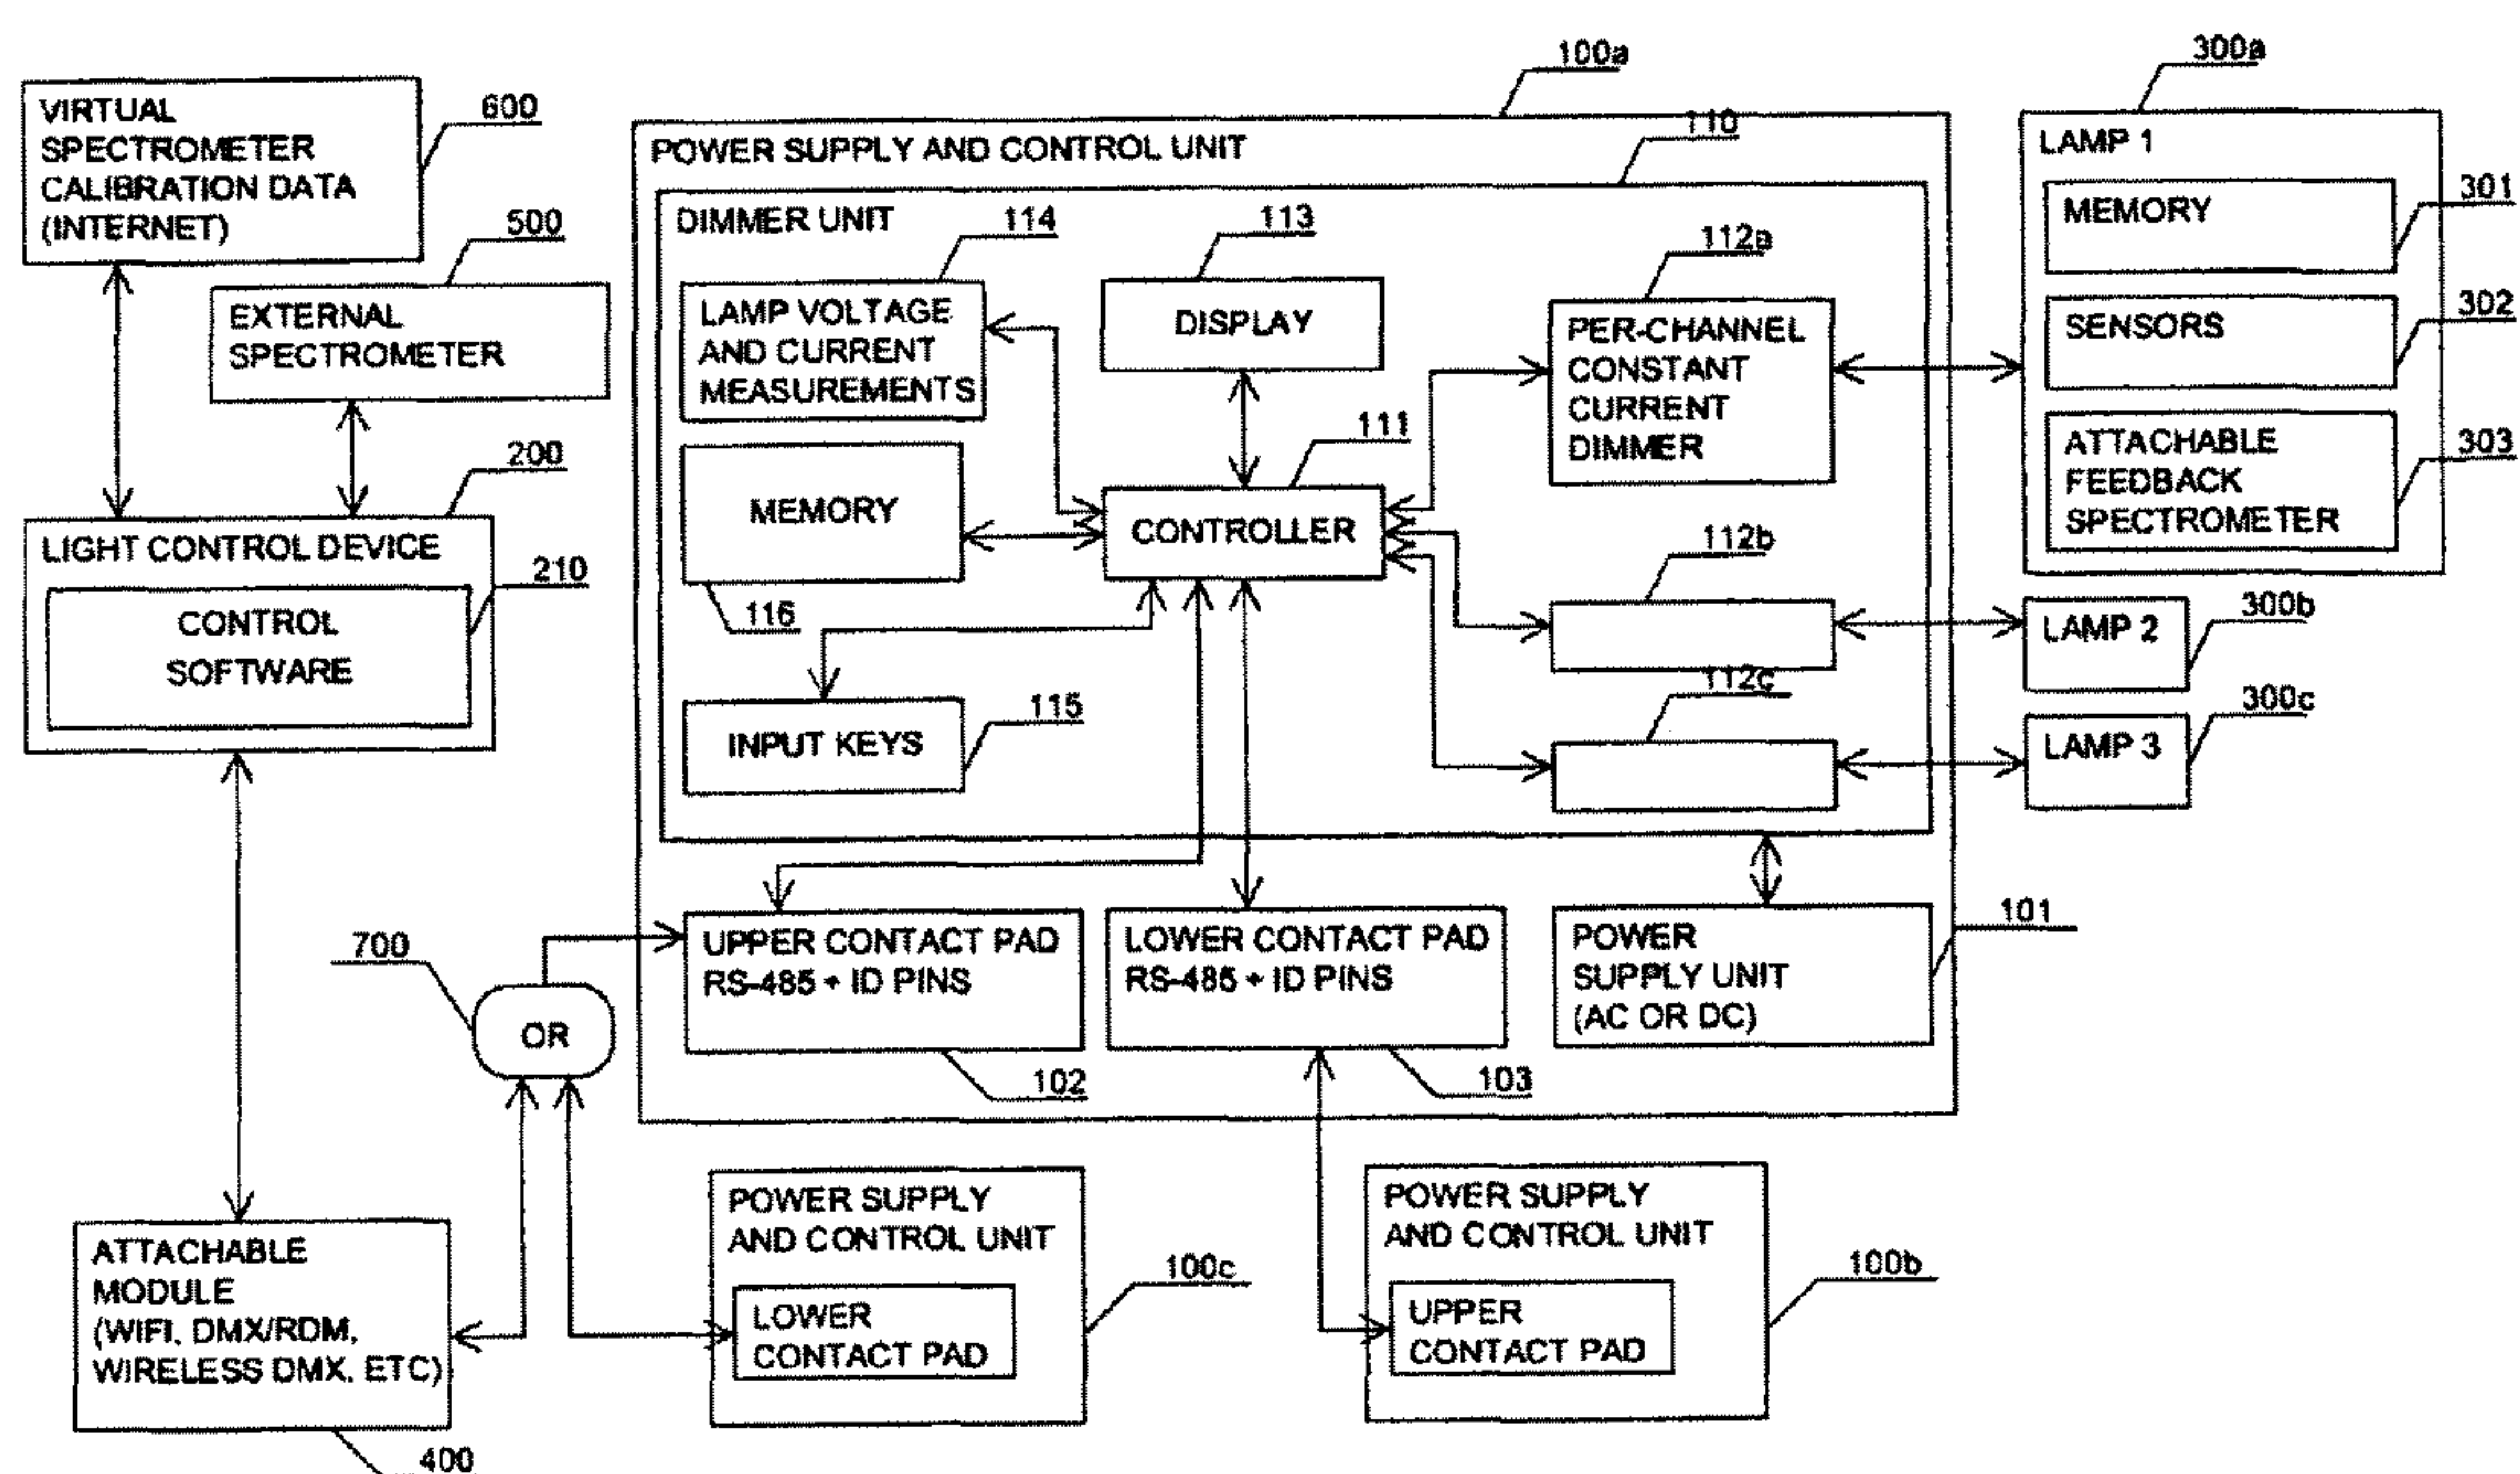 VIRTUAL
SPECTROMETER
CALIBRATION DATA
(INTERNET)
600
EXTERNAL
SPECTROMETER
500
LIGHT CONTROL DEVICE
200
CONTROL
SOFTWARE
210
100a
POWER SUPPLY AND CONTROL UNIT
110
DIMMER UNIT
LAMP VOLTAGE
AND CURRENT
MEASUREMENTS
114
DISPLAY
113
PER-CHANNEL
CONSTANT
CURRENT
DIMMER
112a
MEMORY
116
CONTROLLER
111
112b
112c
INPUT KEYS
115
300a
LAMP 1
MEMORY
301
SENSORS
302
ATTACHABLE
FEEDBACK
SPECTROMETER
303
LAMP 2
300b
LAMP 3
300c
700
OR
UPPER CONTACT PAD
RS-485 + ID PINS
102
LOWER CONTACT PAD
RS-485 + ID PINS
103
POWER
SUPPLY UNIT
(AC OR DC)
101
ATTACHABLE
MODULE
(WIFI, DMX/RDM,
WIRELESS DMX, ETC)
400
POWER SUPPLY
AND CONTROL UNIT
LOWER
CONTACT PAD
100c
POWER SUPPLY
AND CONTROL UNIT
UPPER
CONTACT PAD
100b